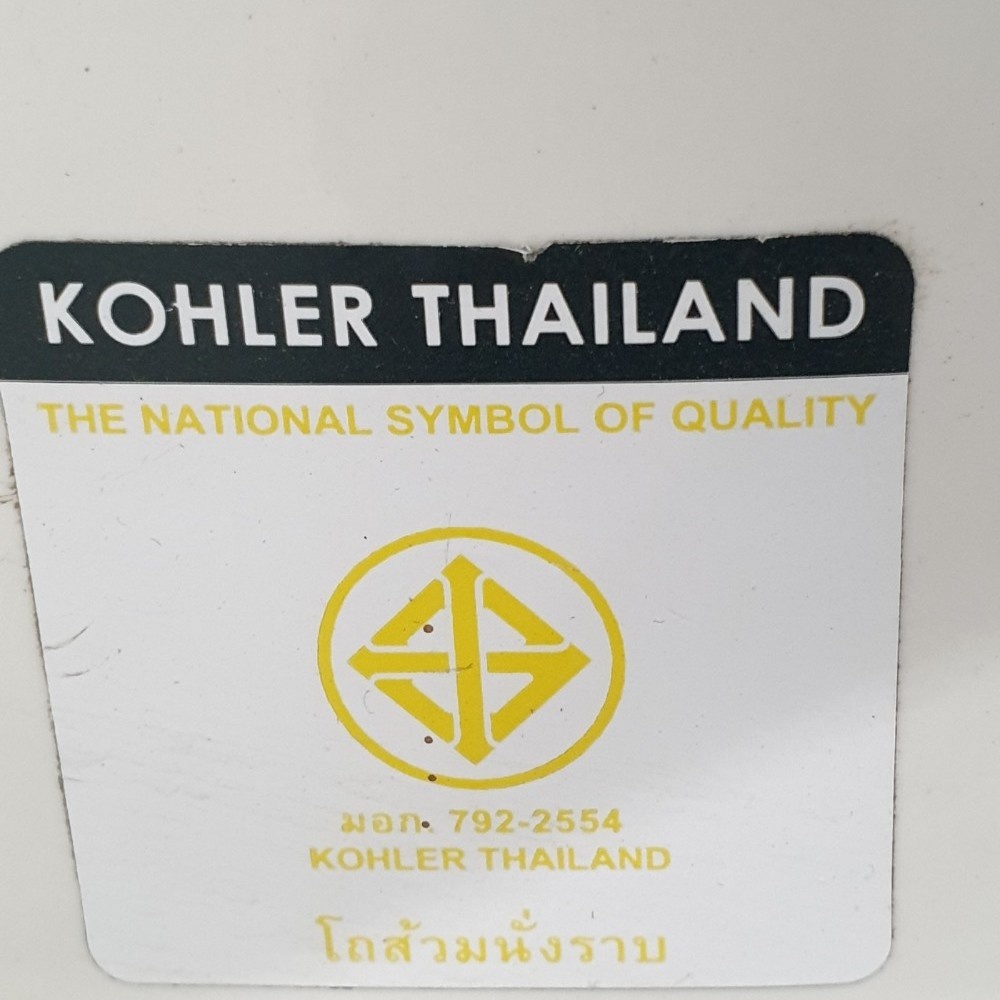 KOHLER THAILAND
THE NATIONAL SYMBOL OF QUALITY
มอก. 792-2554
KOHLER THAILAND
โถส้วมนั่งราบ